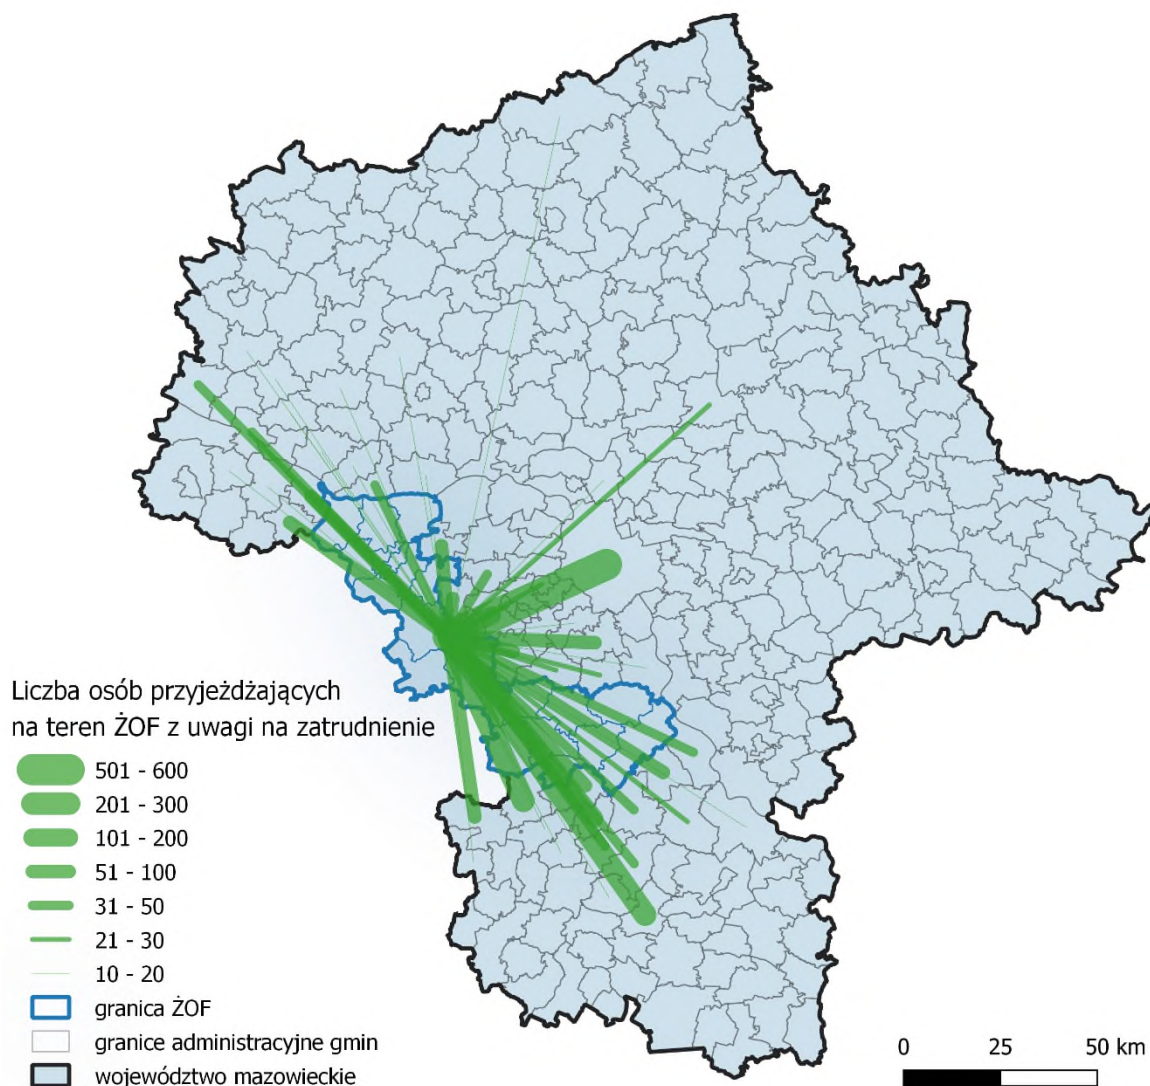 Liczba osób przyjeżdżających
na teren ŻOF z uwagi na zatrudnienie
501 - 600
201 - 300
101 - 200
51 - 100
31 - 50
21 - 30
10 - 20
granica ŻOF
granice administracyjne gmin
województwo mazowieckie
0 25 50 km